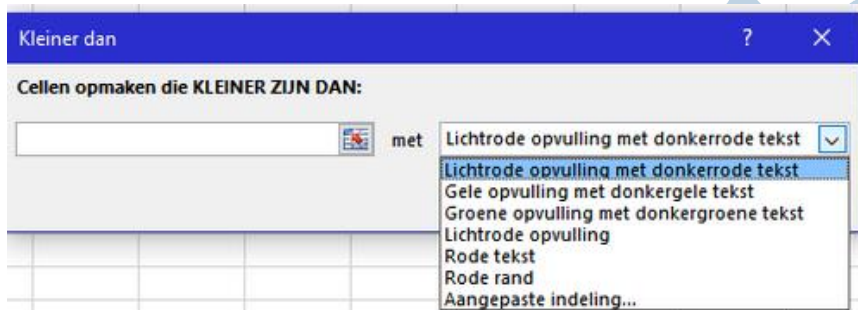 Kleiner dan ?
Cellen opmaken die KLEINER ZIJN DAN:
met Lichtrode opvulling met donkerrode tekst
Lichtrode opvulling met donkerrode tekst
Gele opvulling met donkergele tekst
Groene opvulling met donkergroene tekst
Lichtrode opvulling
Rode tekst
Rode rand
Aangepaste indeling...